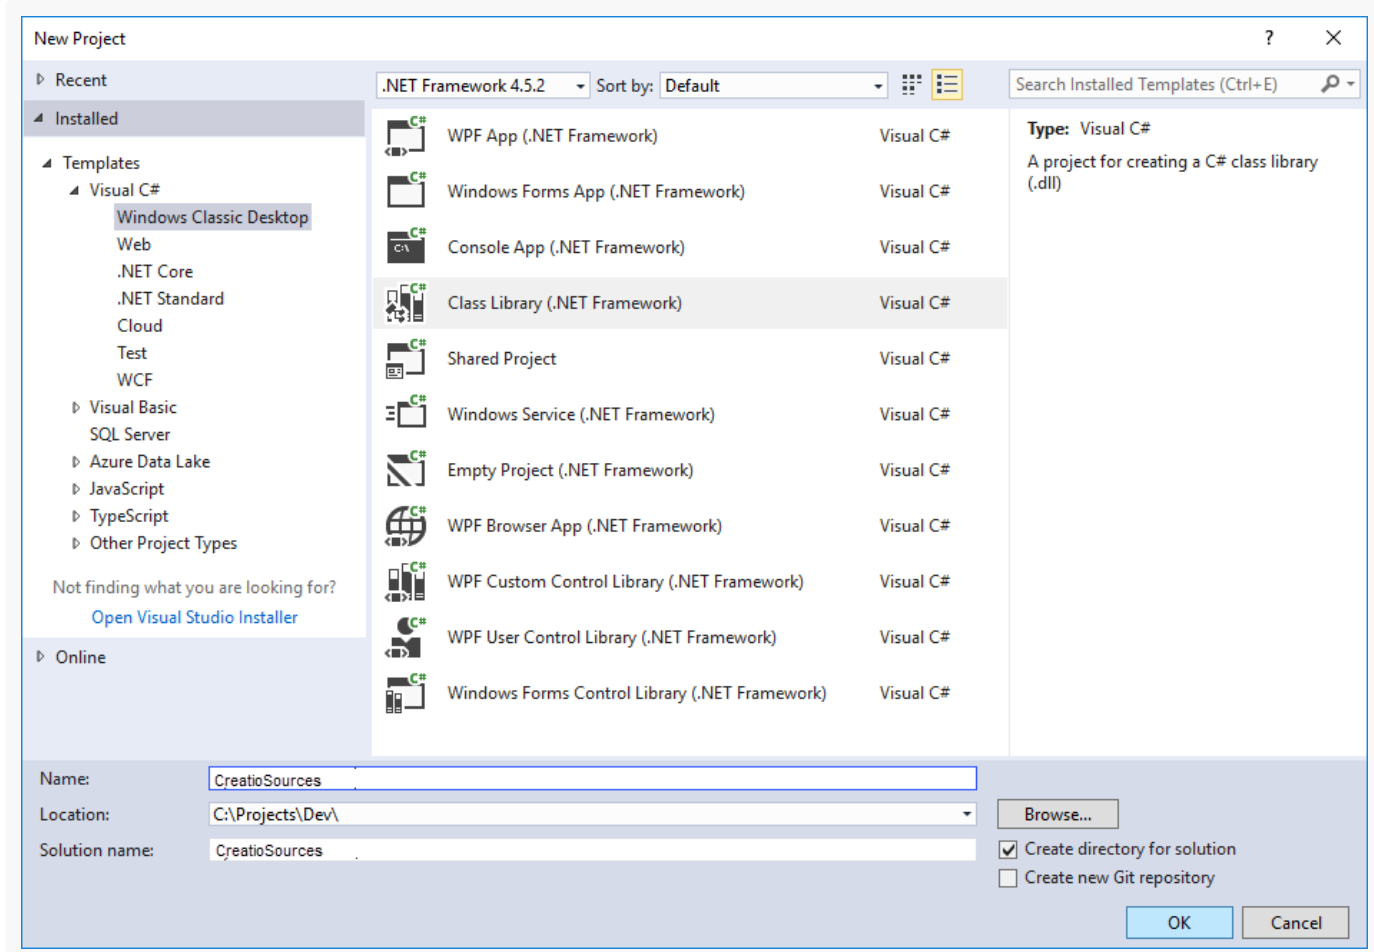 New Project
?
Recent
.NET Framework 4.5.2 Sort by: Default
Search Installed Templates (Ctrl+E)
Installed
Templates
Visual C#
Windows Classic Desktop
Web
.NET Core
.NET Standard
Cloud
Test
WCF
Visual Basic
SQL Server
Azure Data Lake
JavaScript
TypeScript
Other Project Types
Not finding what you are looking for?
Open Visual Studio Installer
Online
C# WPF App (.NET Framework) Visual C#
C# Windows Forms App (.NET Framework) Visual C#
C# C:\ Console App (.NET Framework) Visual C#
C# Class Library (.NET Framework) Visual C#
C# Shared Project Visual C#
C# Windows Service (.NET Framework) Visual C#
C# Empty Project (.NET Framework) Visual C#
C# WPF Browser App (.NET Framework) Visual C#
C# WPF Custom Control Library (.NET Framework) Visual C#
C# WPF User Control Library (.NET Framework) Visual C#
C# Windows Forms Control Library (.NET Framework) Visual C#
Type: Visual C#
A project for creating a C# class library
(.dll)
Name: CreatioSources
Location: C:\Projects\Dev\ Browse...
Solution name: CreatioSources
Create directory for solution
Create new Git repository
OK Cancel